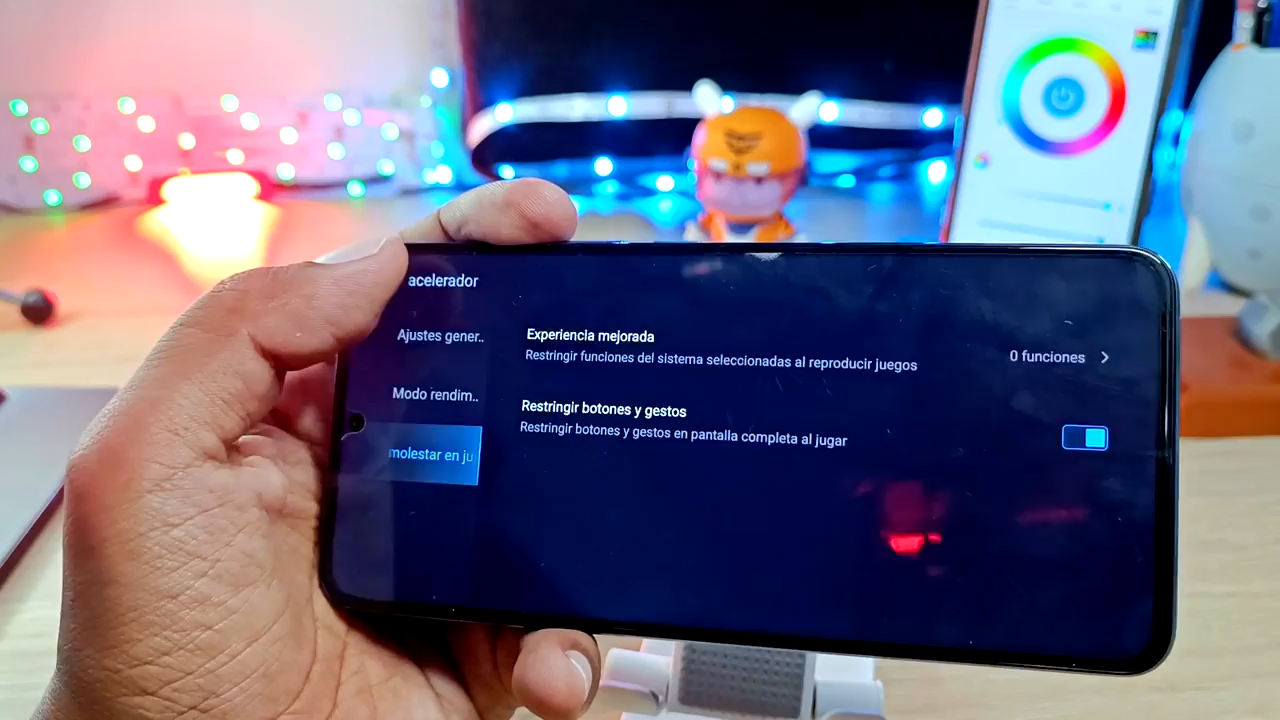 acelerador
Ajustes gener..
Modo rendim..
molestar en ju
Experiencia mejorada
Restringir funciones del sistema seleccionadas al reproducir juegos
0 funciones
Restringir botones y gestos
Restringir botones y gestos en pantalla completa al jugar